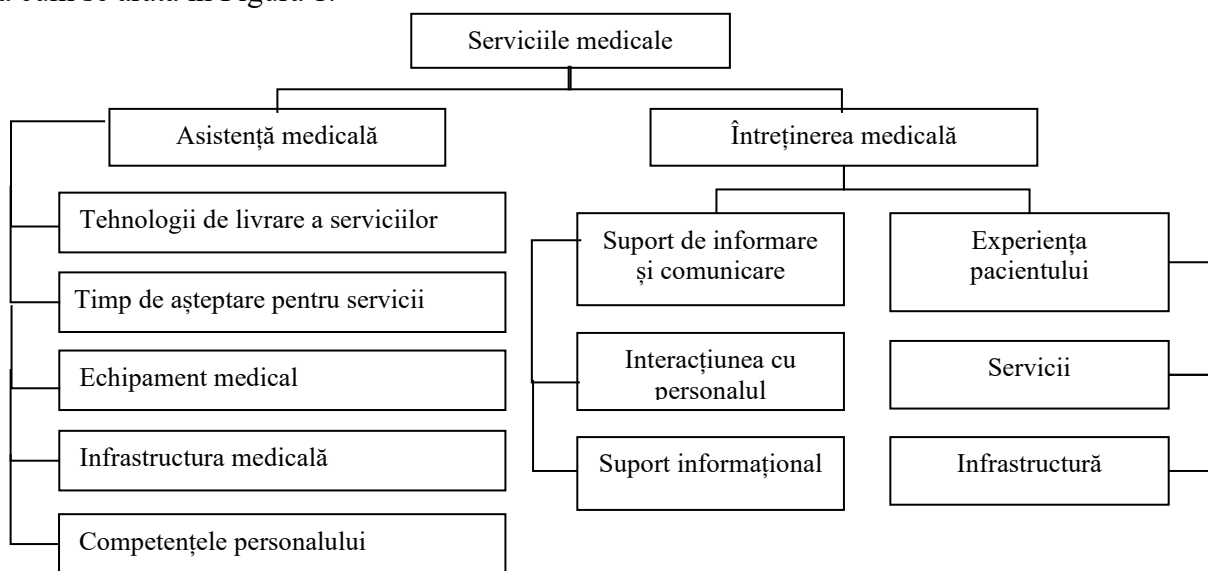 Serviciile medicale
Asistență medicală
Întreținerea medicală
Tehnologii de livrare a serviciilor
Timp de așteptare pentru servicii
Echipament medical
Infrastructura medicală
Competențele personalului
Suport de informare
și comunicare
Interacțiunea cu
personalul
Suport informațional
Experiența
pacientului
Servicii
Infrastructură